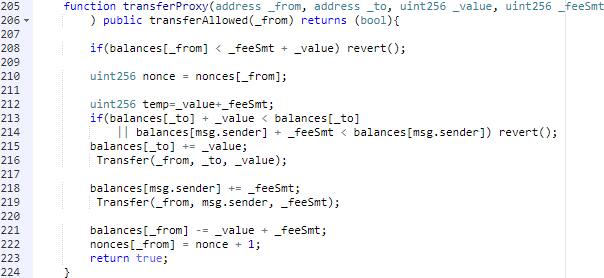 205 function transferProxy(address _from, address _to, uint256 _value, uint256 _feeSmt
206 ) public transferAllowed(_from) returns (bool){
207
208 if(balances[_from] < _feeSmt + _value) revert();
209
210 uint256 nonce = nonces[_from];
211
212 uint256 temp=_value+_feeSmt;
213 if(balances[_to] + _value < balances[_to]
214 || balances[msg.sender] + _feeSmt < balances[msg.sender]) revert();
215 balances[_to] += _value;
216 Transfer(_from, _to, _value);
217
218 balances[msg.sender] += _feeSmt;
219 Transfer(_from, msg.sender, _feeSmt);
220
221 balances[_from] -= _value + _feeSmt;
222 nonces[_from] = nonce + 1;
223 return true;
224 }